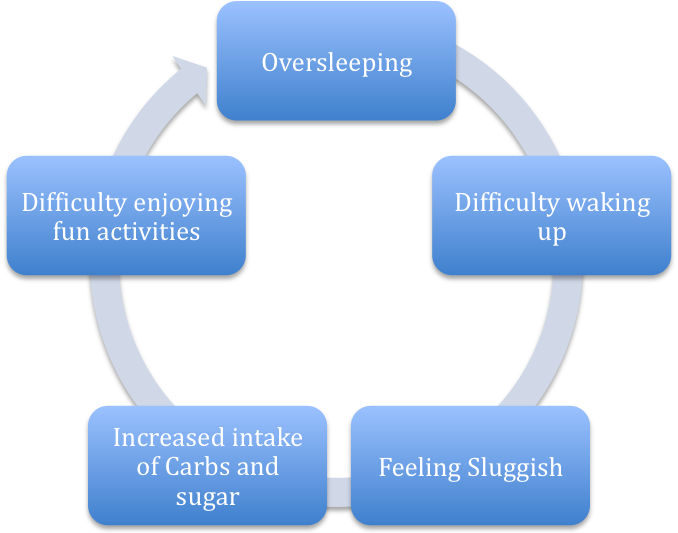 Oversleeping
Difficulty waking
up
Feeling Sluggish
Increased intake
of Carbs and
sugar
Difficulty enjoying
fun activities